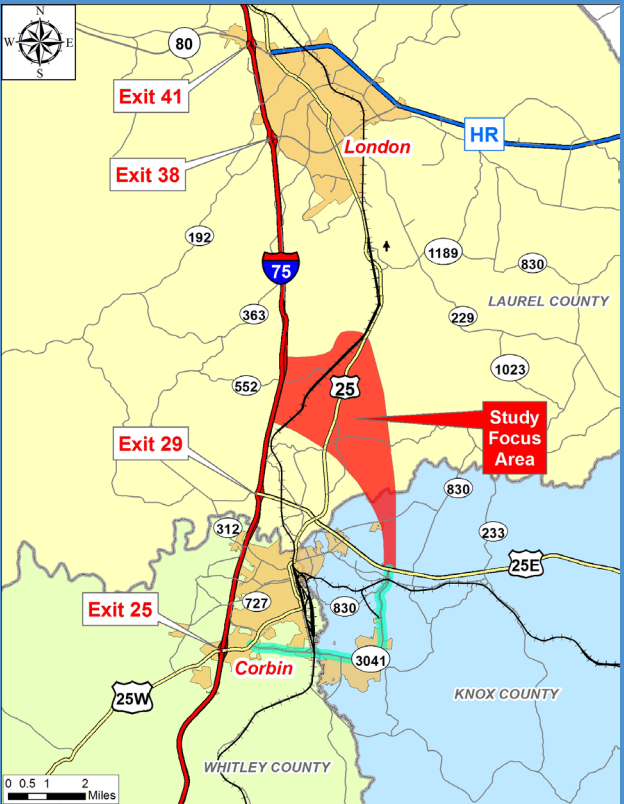 N
W E
S
80
Exit 41
HR
London
Exit 38
192
1189
830
75
LAUREL COUNTY
363
229
1023
552
25
Study
Focus
Area
Exit 29
830
312
233
25E
727
830
Exit 25
3041
Corbin
25W
KNOX COUNTY
WHITLEY COUNTY
0 0.5 1 2
Miles